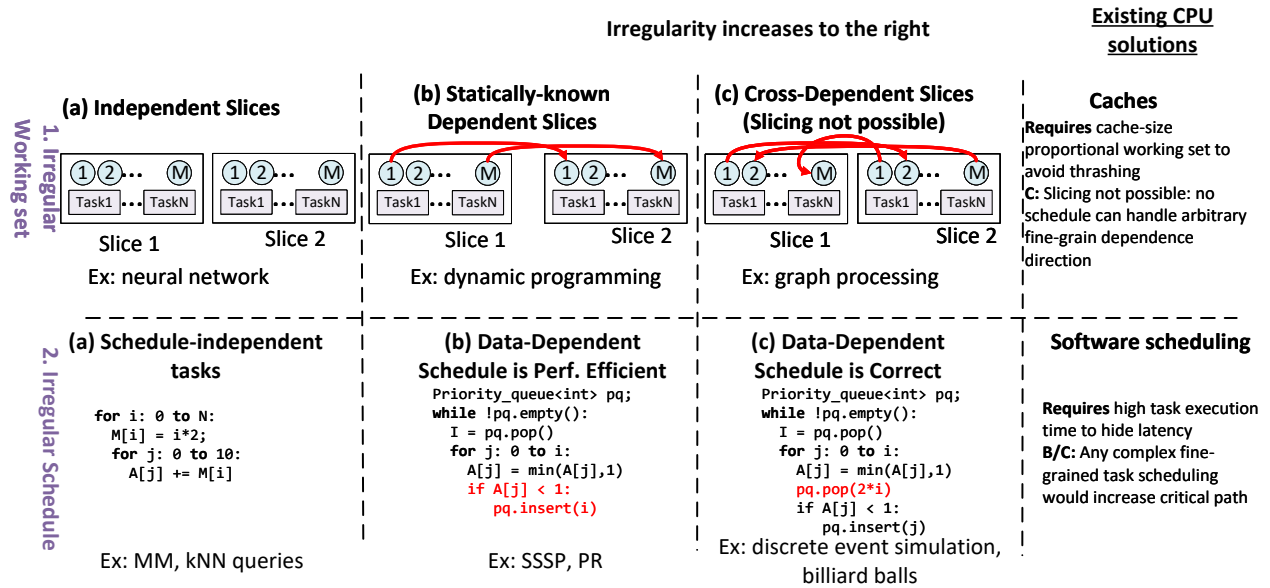 Irregularity increases to the right
Existing CPU
solutions
1. Irregular
Working set
(a) Independent Slices
1 2 ... M
Task1 ... TaskN
Slice 1
1 2 ... M
Task1 ... TaskN
Slice 2
Ex: neural network
(b) Statically-known
Dependent Slices
1 2 ... M
Task1 ... TaskN
Slice 1
1 2 ... M
Task1 ... TaskN
Slice 2
Ex: dynamic programming
(c) Cross-Dependent Slices
(Slicing not possible)
1 2 ... M
Task1 ... TaskN
Slice 1
1 2 ... M
Task1 ... TaskN
Slice 2
Ex: graph processing
Caches
Requires cache-size
proportional working set to
avoid thrashing
C: Slicing not possible: no
schedule can handle arbitrary
fine-grain dependence
direction
2. Irregular Schedule
(a) Schedule-independent
tasks
for i: 0 to N:
M[i] = i*2;
for j: 0 to 10:
A[j] += M[i]
Ex: MM, kNN queries
(b) Data-Dependent
Schedule is Perf. Efficient
Priority_queue<int> pq;
while !pq.empty():
I = pq.pop()
for j: 0 to i:
A[j] = min(A[j],1)
if A[j] < 1:
pq.insert(i)
Ex: SSSP, PR
(c) Data-Dependent
Schedule is Correct
Priority_queue<int> pq;
while !pq.empty():
I = pq.pop()
for j: 0 to i:
A[j] = min(A[j],1)
pq.pop(2*i)
if A[j] < 1:
pq.insert(j)
Ex: discrete event simulation,
billiard balls
Software scheduling
Requires high task execution
time to hide latency
B/C: Any complex fine-
grained task scheduling
would increase critical path